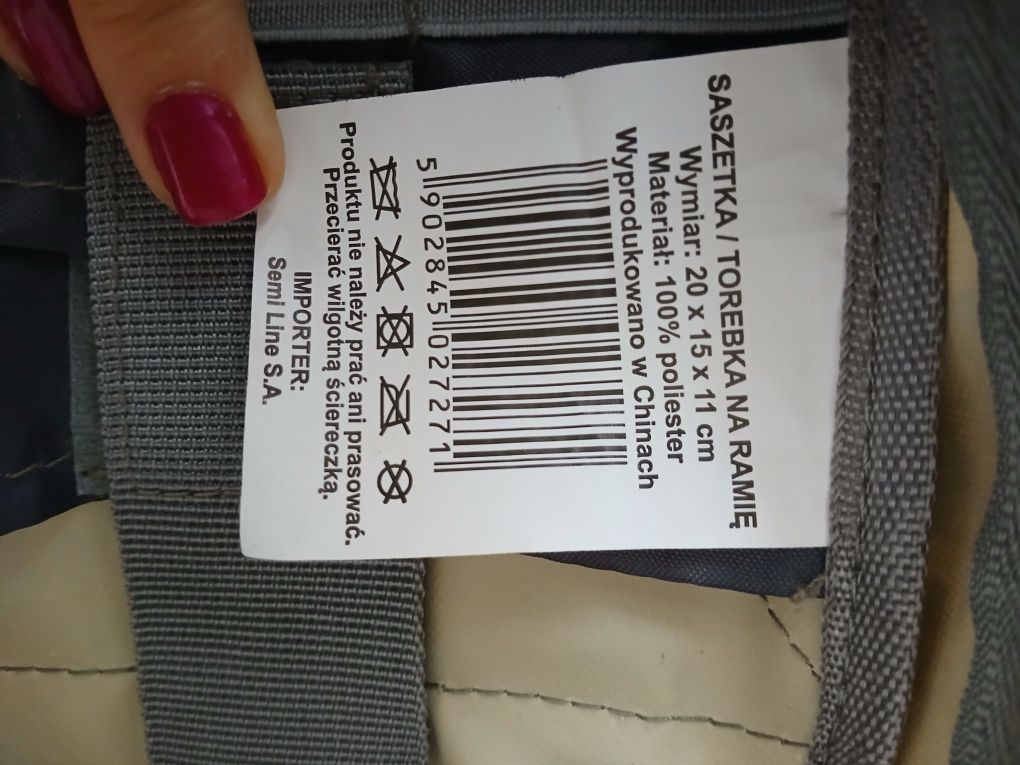 SASZETKA / TOREBKA NA RAMIĘ
Wymiar: 20 x 15 x 11 cm
Materiał: 100% poliester
Wyprodukowano w Chinach
5 902845 027271
Produktu nie należy prać ani prasować.
Przecierać wilgotną ściereczką.
IMPORTER:
Semi Line S.A.